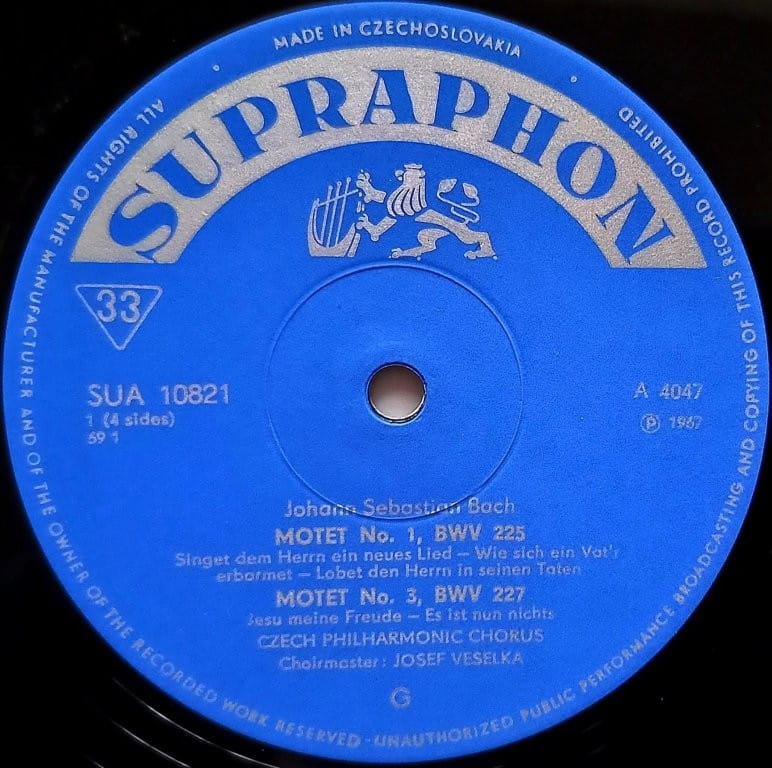 MADE IN CZECHOSLOVAKIA
ALL RIGHTS OF THE MANUFACTURER AND OF THE OWNER OF THE RECORDED WORK RESERVED - UNAUTHORIZED PUBLIC PERFORMANCE BROADCASTING AND COPYING OF THIS RECORD PROHIBITED
SUPRAPHON
33
SUA 10821
1 (4 sides)
59 1
A 4047
Ⓟ 1967
Johann Sebastian Bach
MOTET No. 1, BWV 225
Singet dem Herrn ein neues Lied – Wie sich ein Vat'r
erbarmet – Lobet den Herrn in seinen Taten
MOTET No. 3, BWV 227
Jesu meine Freude – Es ist nun nichts
CZECH PHILHARMONIC CHORUS
Choirmaster: JOSEF VESELKA
G